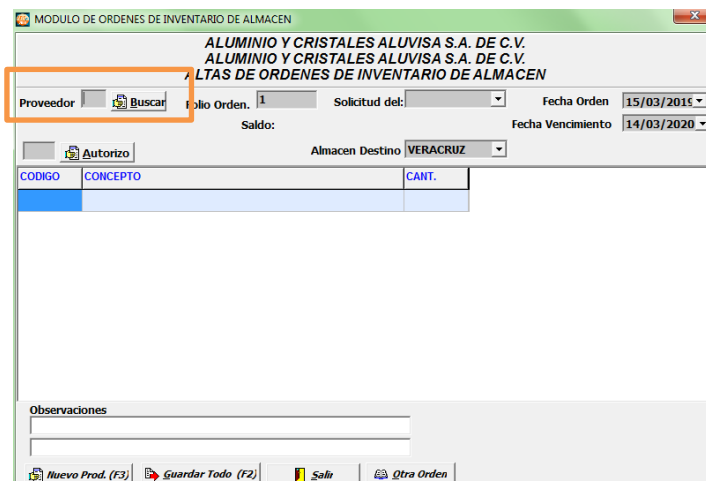 MODULO DE ORDENES DE INVENTARIO DE ALMACEN
ALUMINIO Y CRISTALES ALUVISA S.A. DE C.V.
ALUMINIO Y CRISTALES ALUVISA S.A. DE C.V.
ALTAS DE ORDENES DE INVENTARIO DE ALMACEN
Proveedor Buscar Folio Orden. 1 Solicitud del: Fecha Orden 15/03/2019
Saldo: Fecha Vencimiento 14/03/2020
Autorizo Almacen Destino VERACRUZ
CODIGO CONCEPTO CANT.
Observaciones
Nuevo Prod. (F3) Guardar Todo (F2) Salir Otra Orden